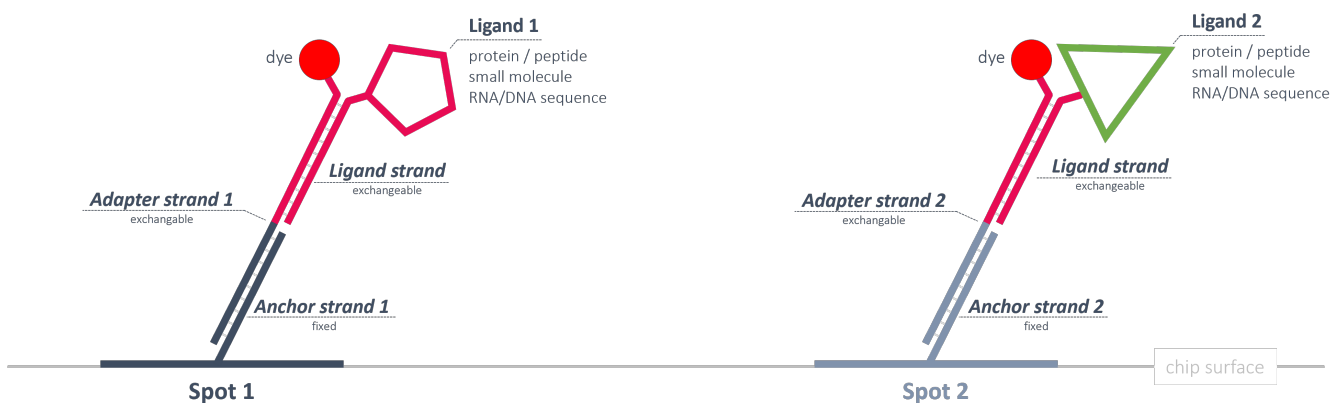 Ligand 1
dye
protein / peptide
small molecule
RNA/DNA sequence
Ligand strand
exchangeable
Adapter strand 1
exchangable
Anchor strand 1
fixed
Spot 1
Ligand 2
dye
protein / peptide
small molecule
RNA/DNA sequence
Ligand strand
exchangeable
Adapter strand 2
exchangable
Anchor strand 2
fixed
chip surface
Spot 2